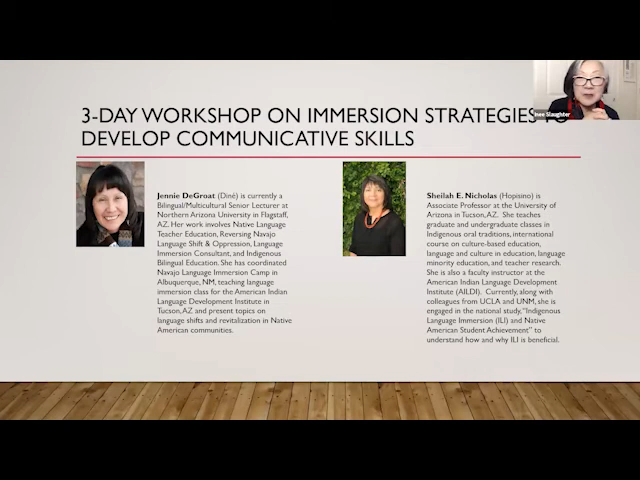 3-DAY WORKSHOP ON IMMERSION STRATEGIES TO
DEVELOP COMMUNICATIVE SKILLS
Inee Slaughter
Jennie DeGroat (Diné) is currently a
Bilingual/Multicultural Senior Lecturer at
Northern Arizona University in Flagstaff,
AZ. Her work involves Native Language
Teacher Education, Reversing Navajo
Language Shift & Oppression, Language
Immersion Consultant, and Indigenous
Bilingual Education. She has coordinated
Navajo Language Immersion Camp in
Albuquerque, NM, teaching language
immersion class for the American Indian
Language Development Institute in
Tucson, AZ and present topics on
language shifts and revitalization in Native
American communities.
Sheilah E. Nicholas (Hopisino) is
Associate Professor at the University of
Arizona in Tucson, AZ. She teaches
graduate and undergraduate classes in
Indigenous oral traditions, international
course on culture-based education,
language and culture in education, language
minority education, and teacher research.
She is also a faculty instructor at the
American Indian Language Development
Institute (AILDI). Currently, along with
colleagues from UCLA and UNM, she is
engaged in the national study, "Indigenous
Language Immersion (ILI) and Native
American Student Achievement" to
understand how and why ILI is beneficial.